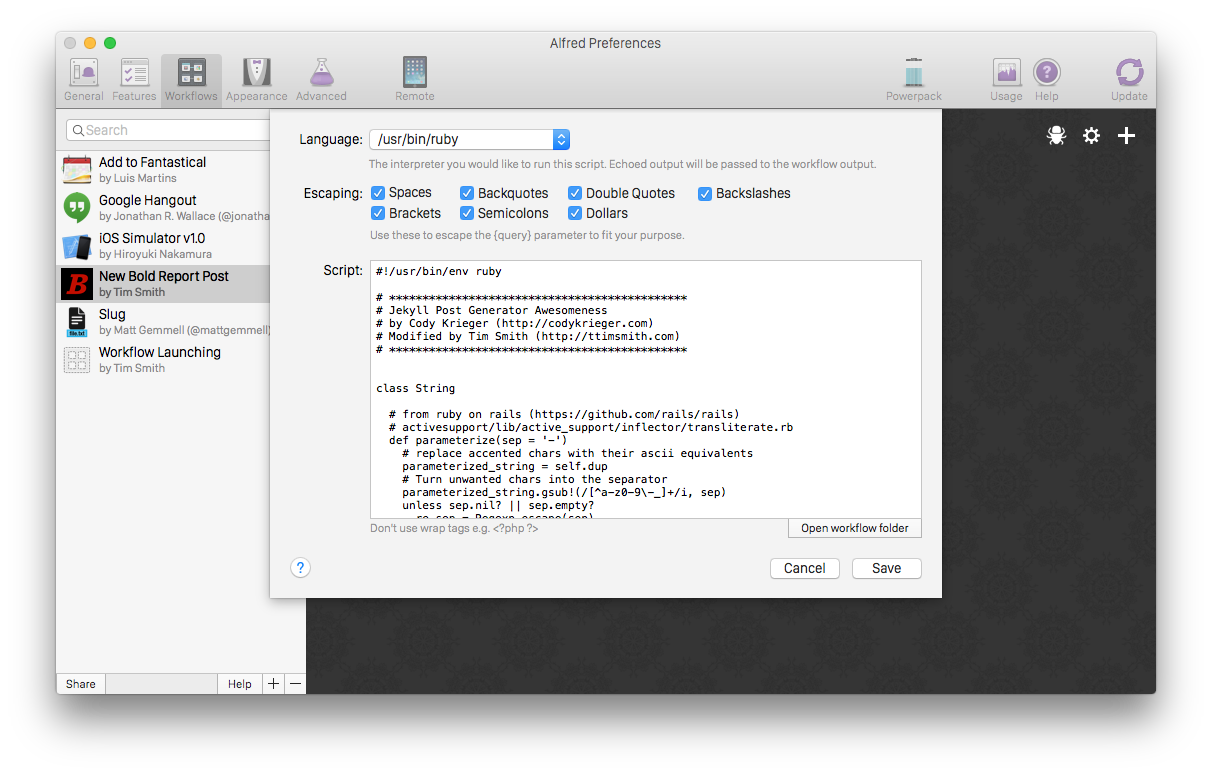 Alfred Preferences
General Features Workflows Appearance Advanced Remote Powerpack Usage Help Update
Search
Add to Fantastical
by Luis Martins
Google Hangout
by Jonathan R. Wallace (@jonatha
iOS Simulator v1.0
by Hiroyuki Nakamura
B
New Bold Report Post
by Tim Smith
file.txt
Slug
by Matt Gemmell (@mattgemmell)
Workflow Launching
by Tim Smith
Share Help + −
Language: /usr/bin/ruby
The interpreter you would like to run this script. Echoed output will be passed to the workflow output.
Escaping: Spaces Backquotes Double Quotes Backslashes
Brackets Semicolons Dollars
Use these to escape the {query} parameter to fit your purpose.
Script: #!/usr/bin/env ruby
# *********************************************
# Jekyll Post Generator Awesomeness
# by Cody Krieger (http://codykrieger.com)
# Modified by Tim Smith (http://ttimsmith.com)
# *********************************************
class String
# from ruby on rails (https://github.com/rails/rails)
# activesupport/lib/active_support/inflector/transliterate.rb
def parameterize(sep = '-')
# replace accented chars with their ascii equivalents
parameterized_string = self.dup
# Turn unwanted chars into the separator
parameterized_string.gsub!(/[^a-z0-9\-_]+/i, sep)
unless sep.nil? || sep.empty?
re_sep = Regexp.escape(sep)
Don't use wrap tags e.g. <?php ?>
Open workflow folder
? Cancel Save